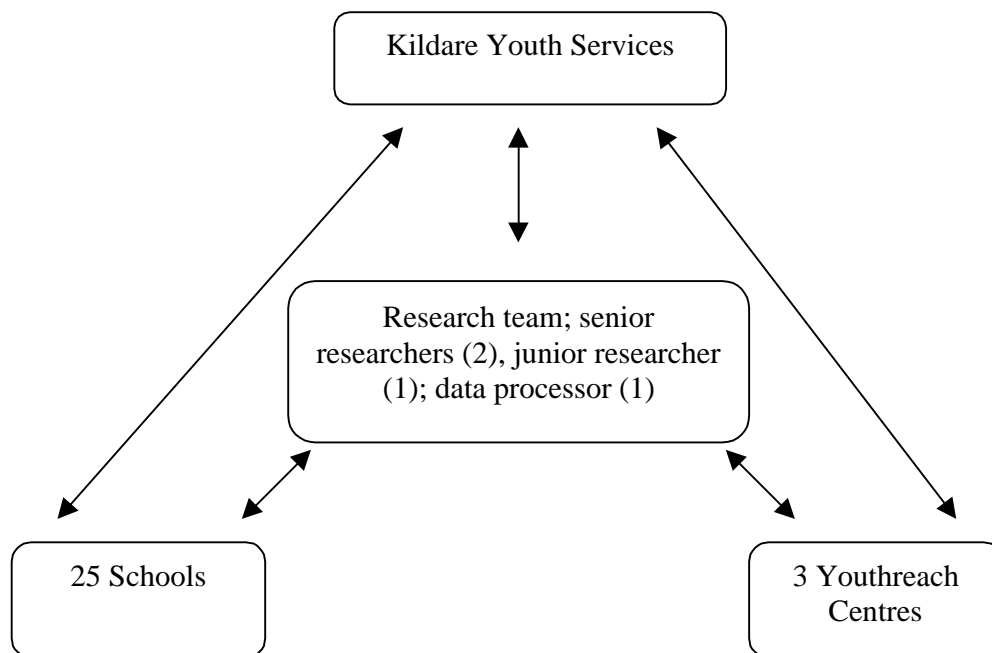 Kildare Youth Services
Research team; senior
researchers (2), junior researcher
(1); data processor (1)
25 Schools
3 Youthreach
Centres